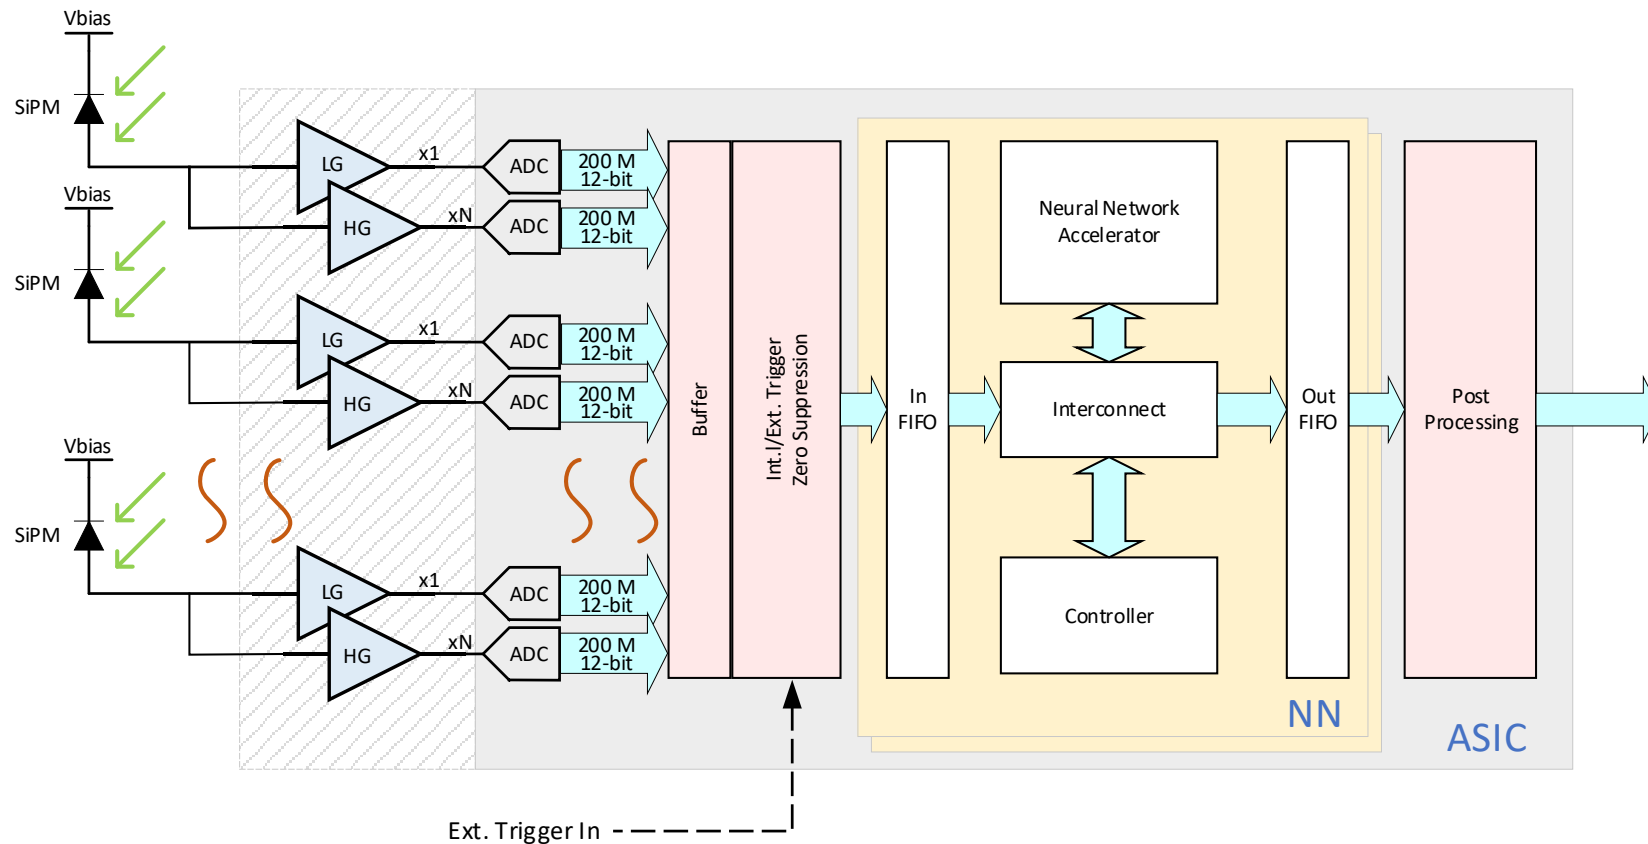 Vbias
SiPM
LG
x1
ADC
200 M
12-bit
HG
xN
ADC
200 M
12-bit
Vbias
SiPM
LG
x1
ADC
200 M
12-bit
HG
xN
ADC
200 M
12-bit
Vbias
SiPM
LG
x1
ADC
200 M
12-bit
HG
xN
ADC
200 M
12-bit
Buffer
Int.I/Ext. Trigger
Zero Suppression
In
FIFO
Neural Network
Accelerator
Interconnect
Controller
Out
FIFO
Post
Processing
NN
ASIC
Ext. Trigger In